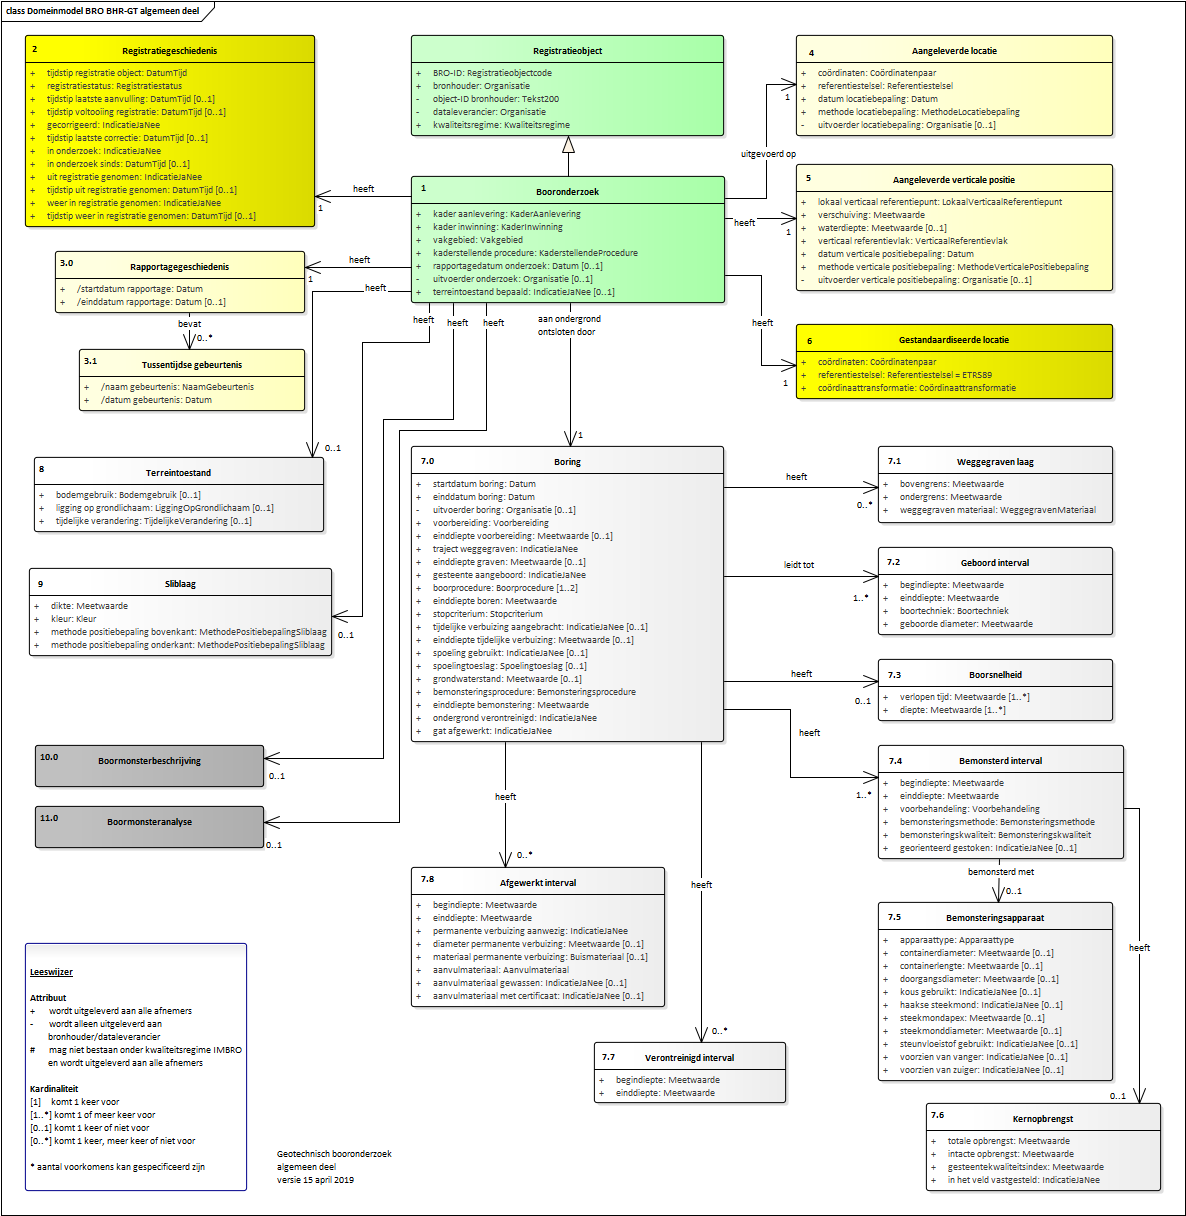 class Domeinmodel BRO BHR-GT algemeen deel
2
Registratiegeschiedenis
+ tijdstip registratie object: DatumTijd
+ registratiestatus: Registratiestatus
+ tijdstip laatste aanvulling: DatumTijd [0..1]
+ tijdstip voltooiing registratie: DatumTijd [0..1]
+ gecorrigeerd: IndicatieJaNee
+ tijdstip laatste correctie: DatumTijd [0..1]
+ in onderzoek: IndicatieJaNee
+ in onderzoek sinds: DatumTijd [0..1]
+ uit registratie genomen: IndicatieJaNee
+ tijdstip uit registratie genomen: DatumTijd [0..1]
+ weer in registratie genomen: IndicatieJaNee
+ tijdstip weer in registratie genomen: DatumTijd [0..1]
Registratieobject
+ BRO-ID: Registratieobjectcode
+ bronhouder: Organisatie
- object-ID bronhouder: Tekst200
- dataleverancier: Organisatie
+ kwaliteitsregime: Kwaliteitsregime
4
Aangeleverde locatie
+ coördinaten: Coördinatenpaar
+ referentiestelsel: Referentiestelsel
+ datum locatiebepaling: Datum
+ methode locatiebepaling: MethodeLocatiebepaling
- uitvoerder locatiebepaling: Organisatie [0..1]
1
uitgevoerd op
1
Booronderzoek
+ kader aanlevering: KaderAanlevering
+ kader inwinning: KaderInwinning
+ vakgebied: Vakgebied
+ kaderstellende procedure: KaderstellendeProcedure
+ rapportagedatum onderzoek: Datum [0..1]
- uitvoerder onderzoek: Organisatie [0..1]
+ terreintoestand bepaald: IndicatieJaNee [0..1]
heeft
1
5
Aangeleverde verticale positie
+ lokaal verticaal referentiepunt: LokaalVerticaalReferentiepunt
+ verschuiving: Meetwaarde
+ waterdiepte: Meetwaarde [0..1]
+ verticaal referentievlak: VerticaalReferentievlak
+ datum verticale positiebepaling: Datum
+ methode verticale positiebepaling: MethodeVerticalePositiebepaling
- uitvoerder verticale positiebepaling: Organisatie [0..1]
heeft
1
3.0
Rapportagegeschiedenis
+ /startdatum rapportage: Datum
+ /einddatum rapportage: Datum [0..1]
heeft
1
heeft
bevat
0..*
3.1
Tussentijdse gebeurtenis
+ /naam gebeurtenis: NaamGebeurtenis
+ /datum gebeurtenis: Datum
heeft
heeft
heeft
aan ondergrond
ontsloten door
1
heeft
1
6
Gestandaardiseerde locatie
+ coördinaten: Coördinatenpaar
+ referentiestelsel: Referentiestelsel = ETRS89
+ coördinaattransformatie: Coördinaattransformatie
0..1
8
Terreintoestand
+ bodemgebruik: Bodemgebruik [0..1]
+ ligging op grondlichaam: LiggingOpGrondlichaam [0..1]
+ tijdelijke verandering: TijdelijkeVerandering [0..1]
7.0
Boring
+ startdatum boring: Datum
+ einddatum boring: Datum
- uitvoerder boring: Organisatie [0..1]
+ voorbereiding: Voorbereiding
+ einddiepte voorbereiding: Meetwaarde [0..1]
+ traject weggegraven: IndicatieJaNee
+ einddiepte graven: Meetwaarde [0..1]
+ gesteente aangeboord: IndicatieJaNee
+ boorprocedure: Boorprocedure [1..2]
+ einddiepte boren: Meetwaarde
+ stopcriterium: Stopcriterium
+ tijdelijke verbuizing aangebracht: IndicatieJaNee [0..1]
+ einddiepte tijdelijke verbuizing: Meetwaarde [0..1]
+ spoeling gebruikt: IndicatieJaNee [0..1]
+ spoelingtoeslag: Spoelingtoeslag [0..1]
+ grondwaterstand: Meetwaarde [0..1]
+ bemonsteringsprocedure: Bemonsteringsprocedure
+ einddiepte bemonstering: Meetwaarde
+ ondergrond verontreinigd: IndicatieJaNee
+ gat afgewerkt: IndicatieJaNee
heeft
0..*
7.1
Weggegraven laag
+ bovengrens: Meetwaarde
+ ondergrens: Meetwaarde
+ weggegraven materiaal: WeggegravenMateriaal
leidt tot
1..*
7.2
Geboord interval
+ begindiepte: Meetwaarde
+ einddiepte: Meetwaarde
+ boortechniek: Boortechniek
+ geboorde diameter: Meetwaarde
9
Sliblaag
+ dikte: Meetwaarde
+ kleur: Kleur
+ methode positiebepaling bovenkant: MethodePositiebepalingSliblaag
+ methode positiebepaling onderkant: MethodePositiebepalingSliblaag
0..1
heeft
0..1
7.3
Boorsnelheid
+ verlopen tijd: Meetwaarde [1..*]
+ diepte: Meetwaarde [1..*]
heeft
1..*
7.4
Bemonsterd interval
+ begindiepte: Meetwaarde
+ einddiepte: Meetwaarde
+ voorbehandeling: Voorbehandeling
+ bemonsteringsmethode: Bemonsteringsmethode
+ bemonsteringskwaliteit: Bemonsteringskwaliteit
+ georienteerd gestoken: IndicatieJaNee [0..1]
10.0
Boormonsterbeschrijving
0..1
11.0
Boormonsteranalyse
0..1
heeft
0..*
7.8
Afgewerkt interval
+ begindiepte: Meetwaarde
+ einddiepte: Meetwaarde
+ permanente verbuizing aanwezig: IndicatieJaNee
+ diameter permanente verbuizing: Meetwaarde [0..1]
+ materiaal permanente verbuizing: Buismateriaal [0..1]
+ aanvulmateriaal: Aanvulmateriaal
+ aanvulmateriaal gewassen: IndicatieJaNee [0..1]
+ aanvulmateriaal met certificaat: IndicatieJaNee [0..1]
heeft
0..*
7.7
Verontreinigd interval
+ begindiepte: Meetwaarde
+ einddiepte: Meetwaarde
bemonsterd met
0..1
7.5
Bemonsteringsapparaat
+ apparaattype: Apparaattype
+ containerdiameter: Meetwaarde [0..1]
+ containerlengte: Meetwaarde [0..1]
+ doorgangsdiameter: Meetwaarde [0..1]
+ kous gebruikt: IndicatieJaNee [0..1]
+ haakse steekmond: IndicatieJaNee [0..1]
+ steekmondapex: Meetwaarde [0..1]
+ steekmonddiameter: Meetwaarde [0..1]
+ steunvloeistof gebruikt: IndicatieJaNee [0..1]
+ voorzien van vanger: IndicatieJaNee [0..1]
+ voorzien van zuiger: IndicatieJaNee [0..1]
heeft
0..1
7.6
Kernopbrengst
+ totale opbrengst: Meetwaarde
+ intacte opbrengst: Meetwaarde
+ gesteentekwaliteitsindex: Meetwaarde
+ in het veld vastgesteld: IndicatieJaNee
Leeswijzer
Attribuut
+ wordt uitgeleverd aan alle afnemers
- wordt alleen uitgeleverd aan
bronhouder/dataleverancier
# mag niet bestaan onder kwaliteitsregime IMBRO
en wordt uitgeleverd aan alle afnemers
Kardinaliteit
[1] komt 1 keer voor
[1..*] komt 1 of meer keer voor
[0..1] komt 1 keer of niet voor
[0..*] komt 1 keer, meer keer of niet voor
* aantal voorkomens kan gespecificeerd zijn
Geotechnisch booronderzoek
algemeen deel
versie 15 april 2019